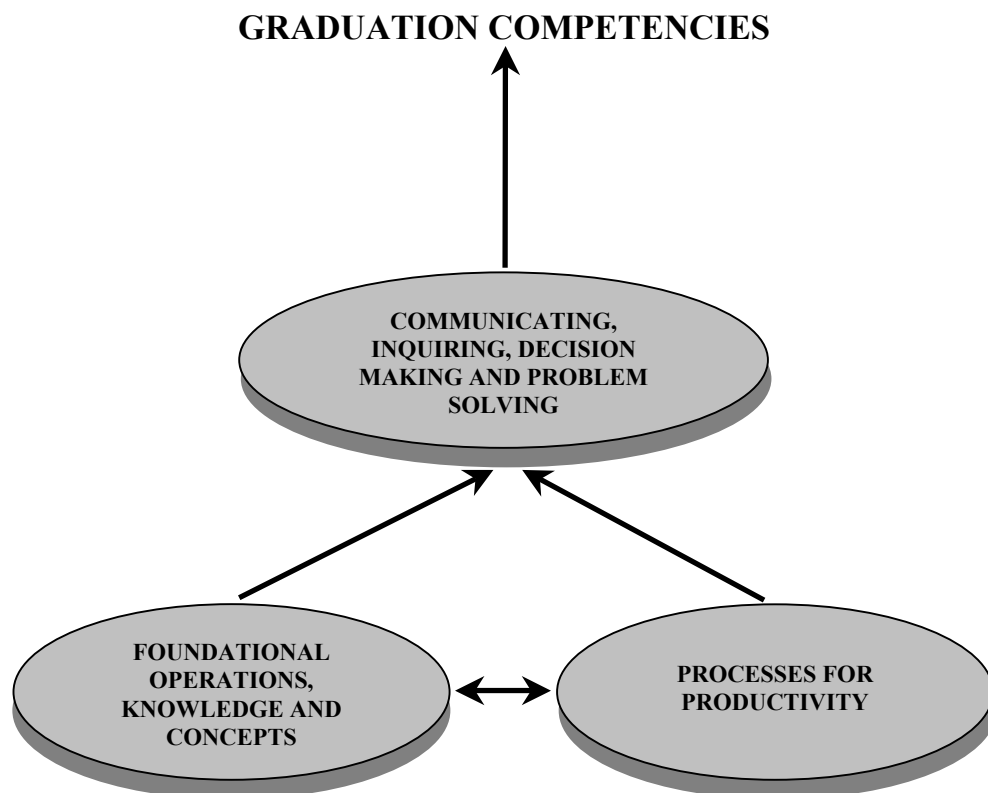 GRADUATION COMPETENCIES
COMMUNICATING,
INQUIRING, DECISION
MAKING AND PROBLEM
SOLVING
FOUNDATIONAL
OPERATIONS,
KNOWLEDGE AND
CONCEPTS
PROCESSES FOR
PRODUCTIVITY